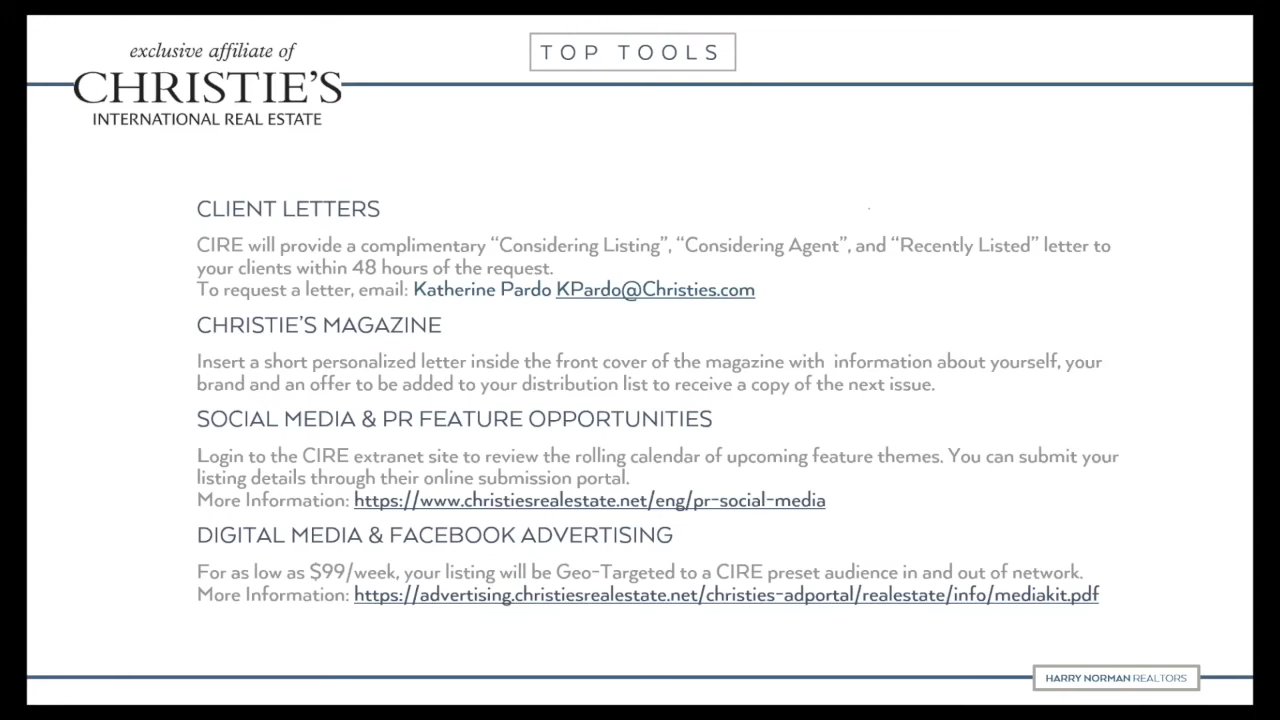 exclusive affiliate of
CHRISTIE'S
INTERNATIONAL REAL ESTATE
TOP TOOLS
CLIENT LETTERS
CIRE will provide a complimentary “Considering Listing”, “Considering Agent”, and “Recently Listed” letter to
your clients within 48 hours of the request.
To request a letter, email: Katherine Pardo KPardo@Christies.com
CHRISTIE'S MAGAZINE
Insert a short personalized letter inside the front cover of the magazine with information about yourself, your
brand and an offer to be added to your distribution list to receive a copy of the next issue.
SOCIAL MEDIA & PR FEATURE OPPORTUNITIES
Login to the CIRE extranet site to review the rolling calendar of upcoming feature themes. You can submit your
listing details through their online submission portal.
More Information: https://www.christiesrealestate.net/eng/pr-social-media
DIGITAL MEDIA & FACEBOOK ADVERTISING
For as low as $99/week, your listing will be Geo-Targeted to a CIRE preset audience in and out of network.
More Information: https://advertising.christiesrealestate.net/christies-adportal/realestate/info/mediakit.pdf
HARRY NORMAN REALTORS